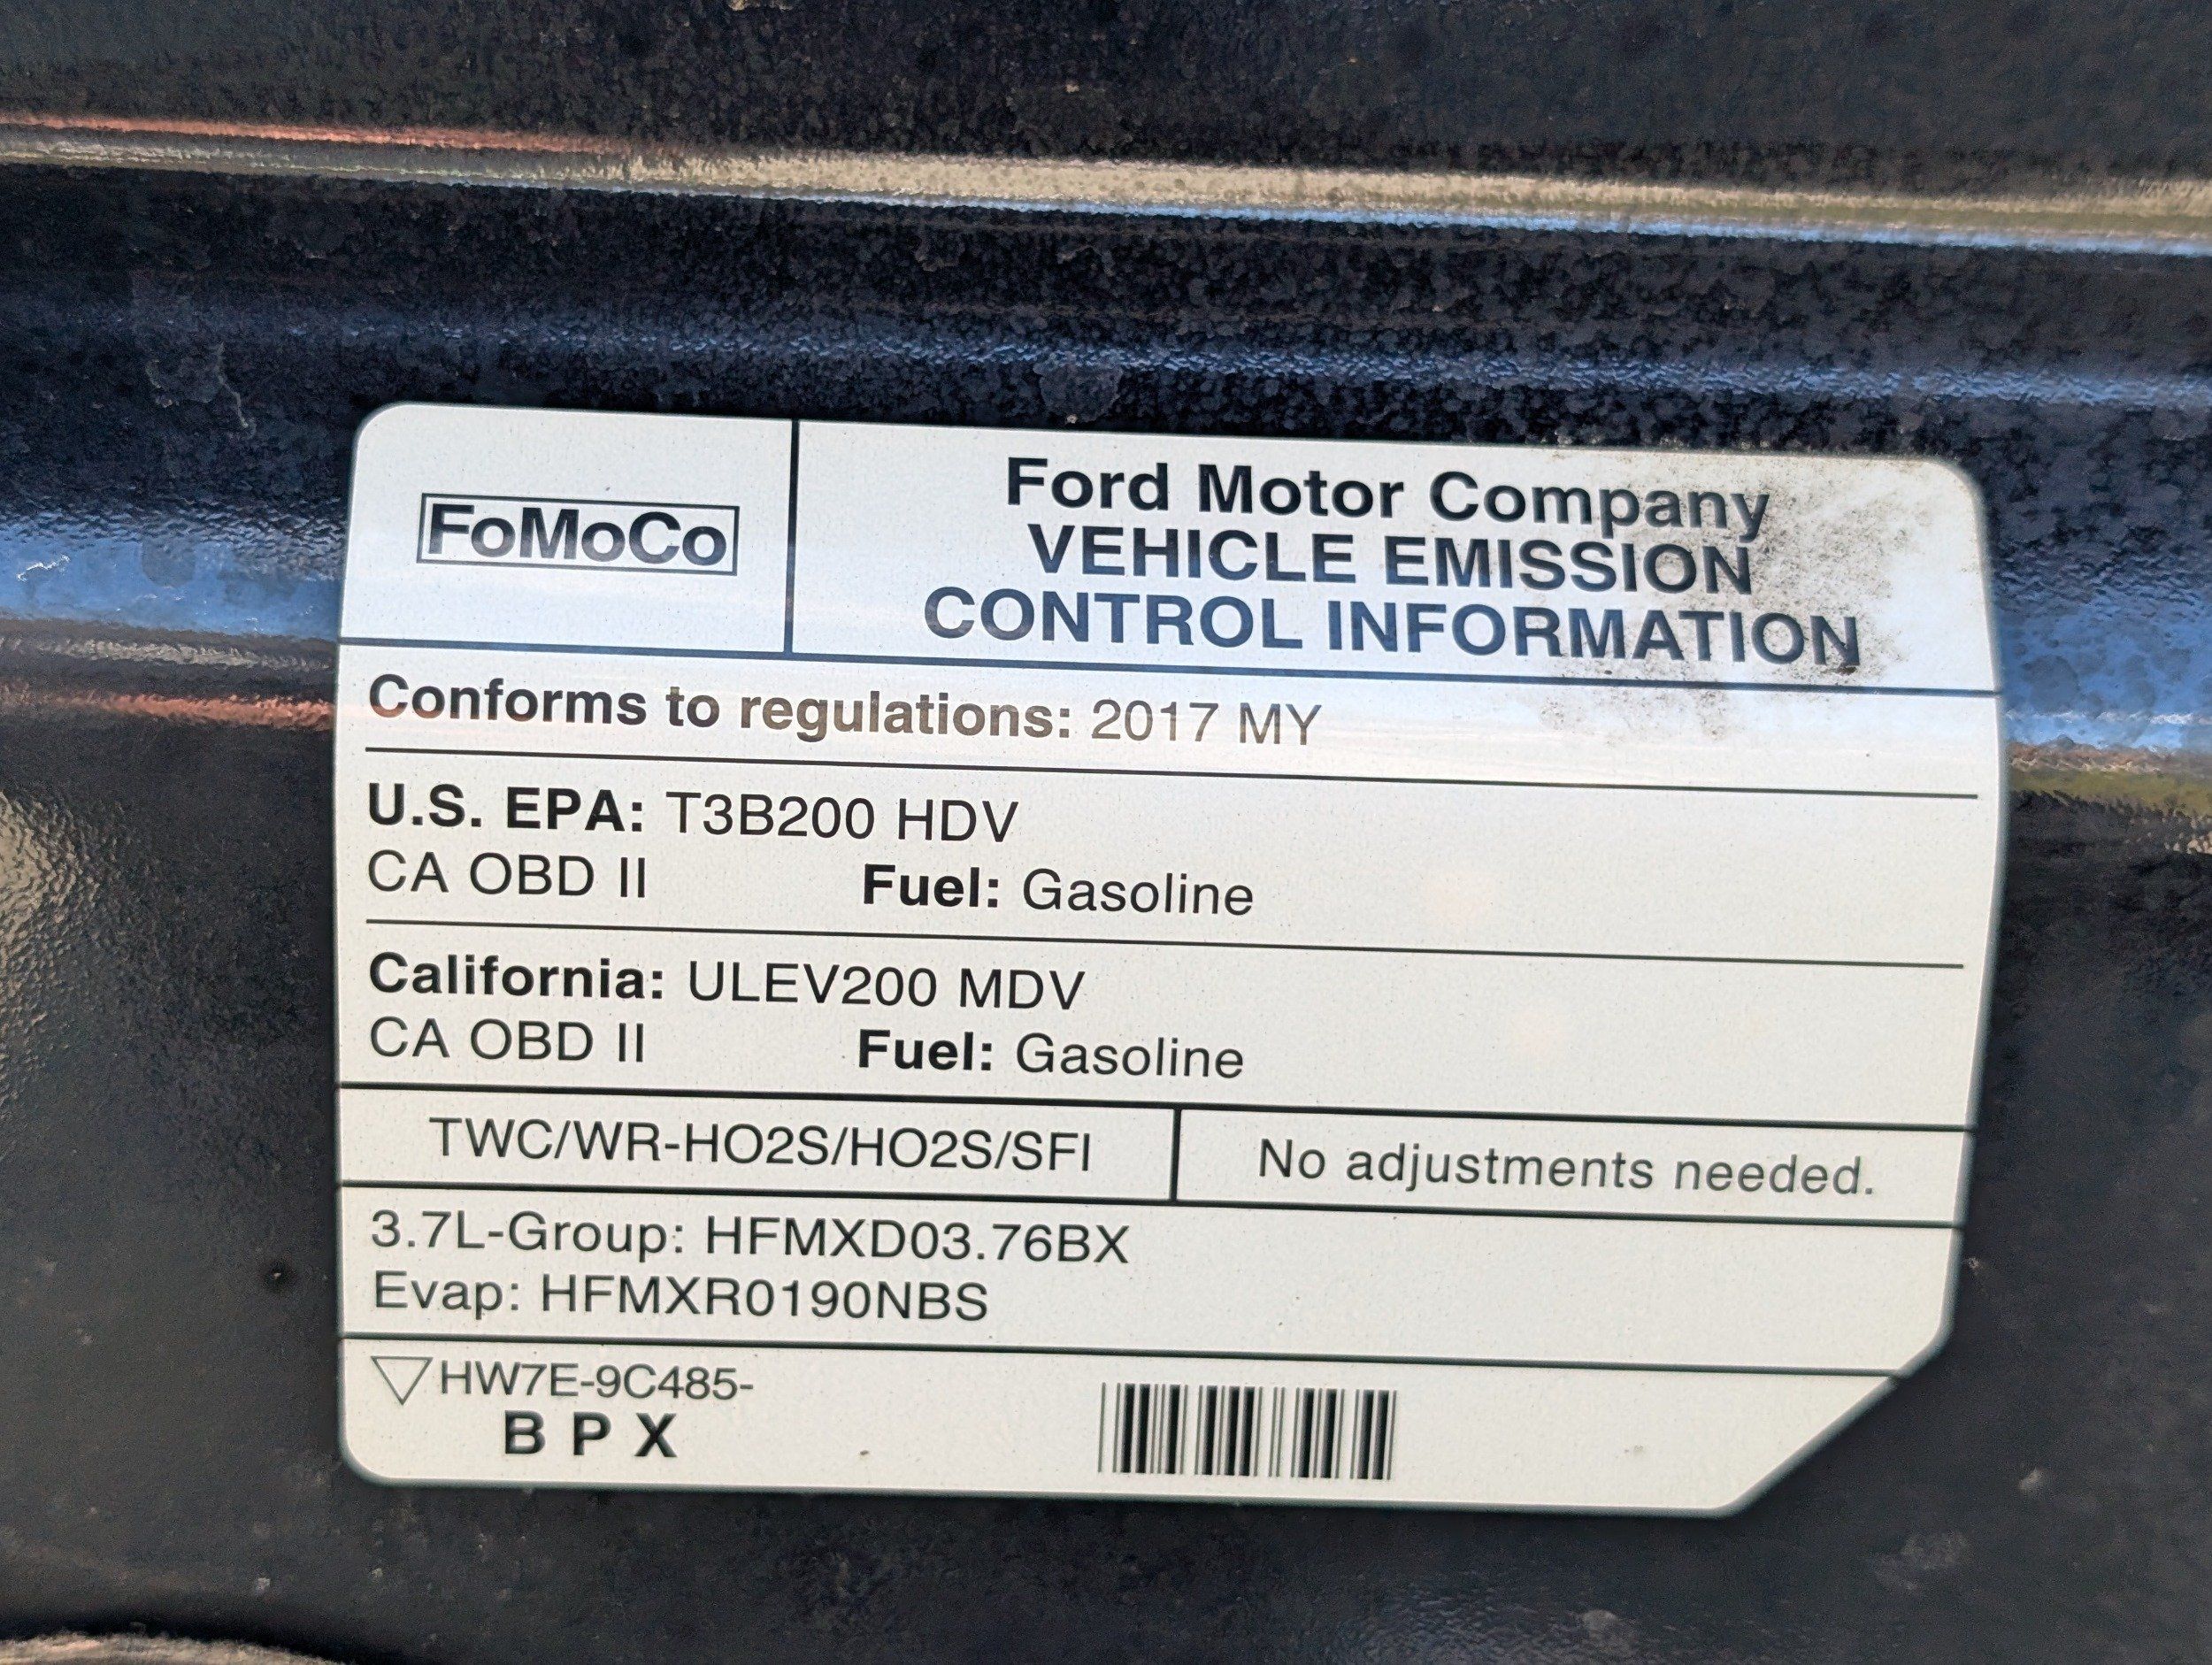 FoMoCo
Ford Motor Company
VEHICLE EMISSION
CONTROL INFORMATION
Conforms to regulations: 2017 MY
U.S. EPA: T3B200 HDV
CA OBD II Fuel: Gasoline
California: ULEV200 MDV
CA OBD II Fuel: Gasoline
TWC/WR-HO2S/HO2S/SFI
No adjustments needed.
3.7L-Group: HFMXD03.76BX
Evap: HFMXR0190NBS
HW7E-9C485-
B P X